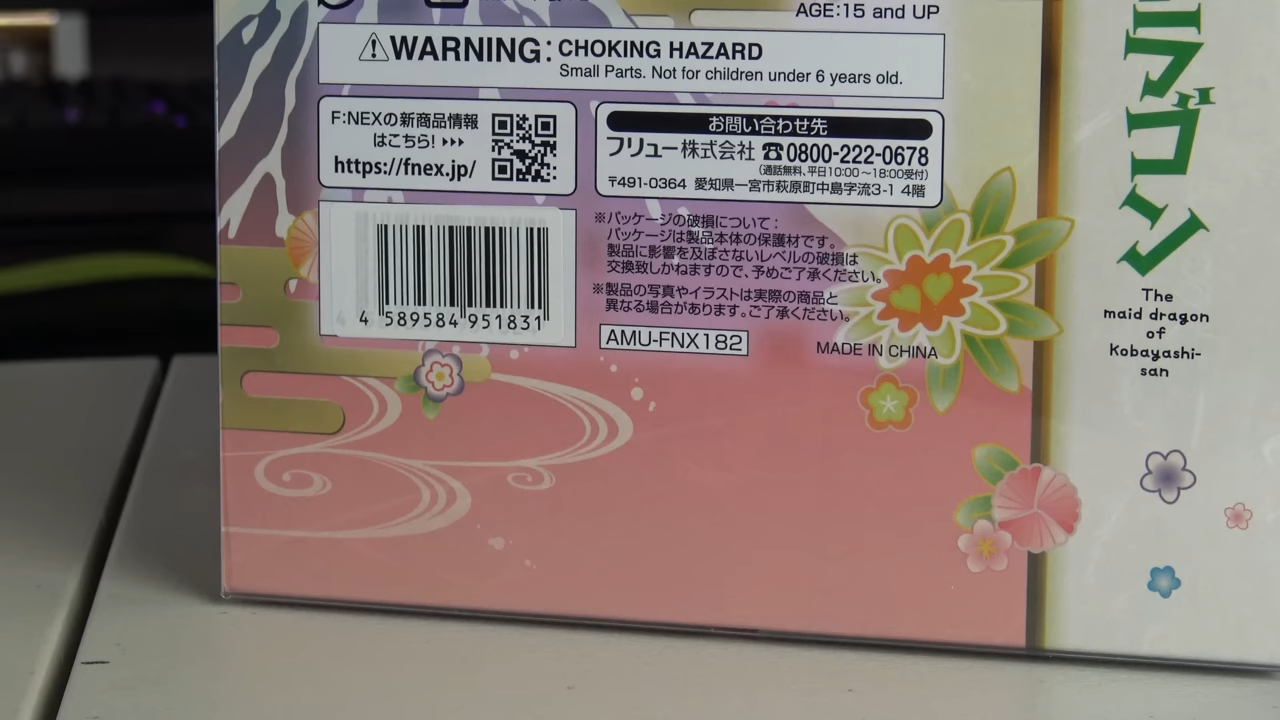 AGE:15 and UP
WARNING: CHOKING HAZARD
Small Parts. Not for children under 6 years old.
F:NEXの新商品情報
はこちら!
https://fnex.jp/
お問い合わせ先
フリュー株式会社 ☎0800-222-0678
(通話無料、平日10:00~18:00受付)
〒491-0364 愛知県一宮市萩原町中島字流3-1 4階
4 589584 951831
※パッケージの破損について:
パッケージは製品本体の保護材です。
製品に影響を及ぼさないレベルの破損は
交換致しかねますので、予めご了承ください。
※製品の写真やイラストは実際の商品と
異なる場合があります。ご了承ください。
AMU-FNX182
MADE IN CHINA
ラゴン
The
maid dragon
of
Kobayashi-
san